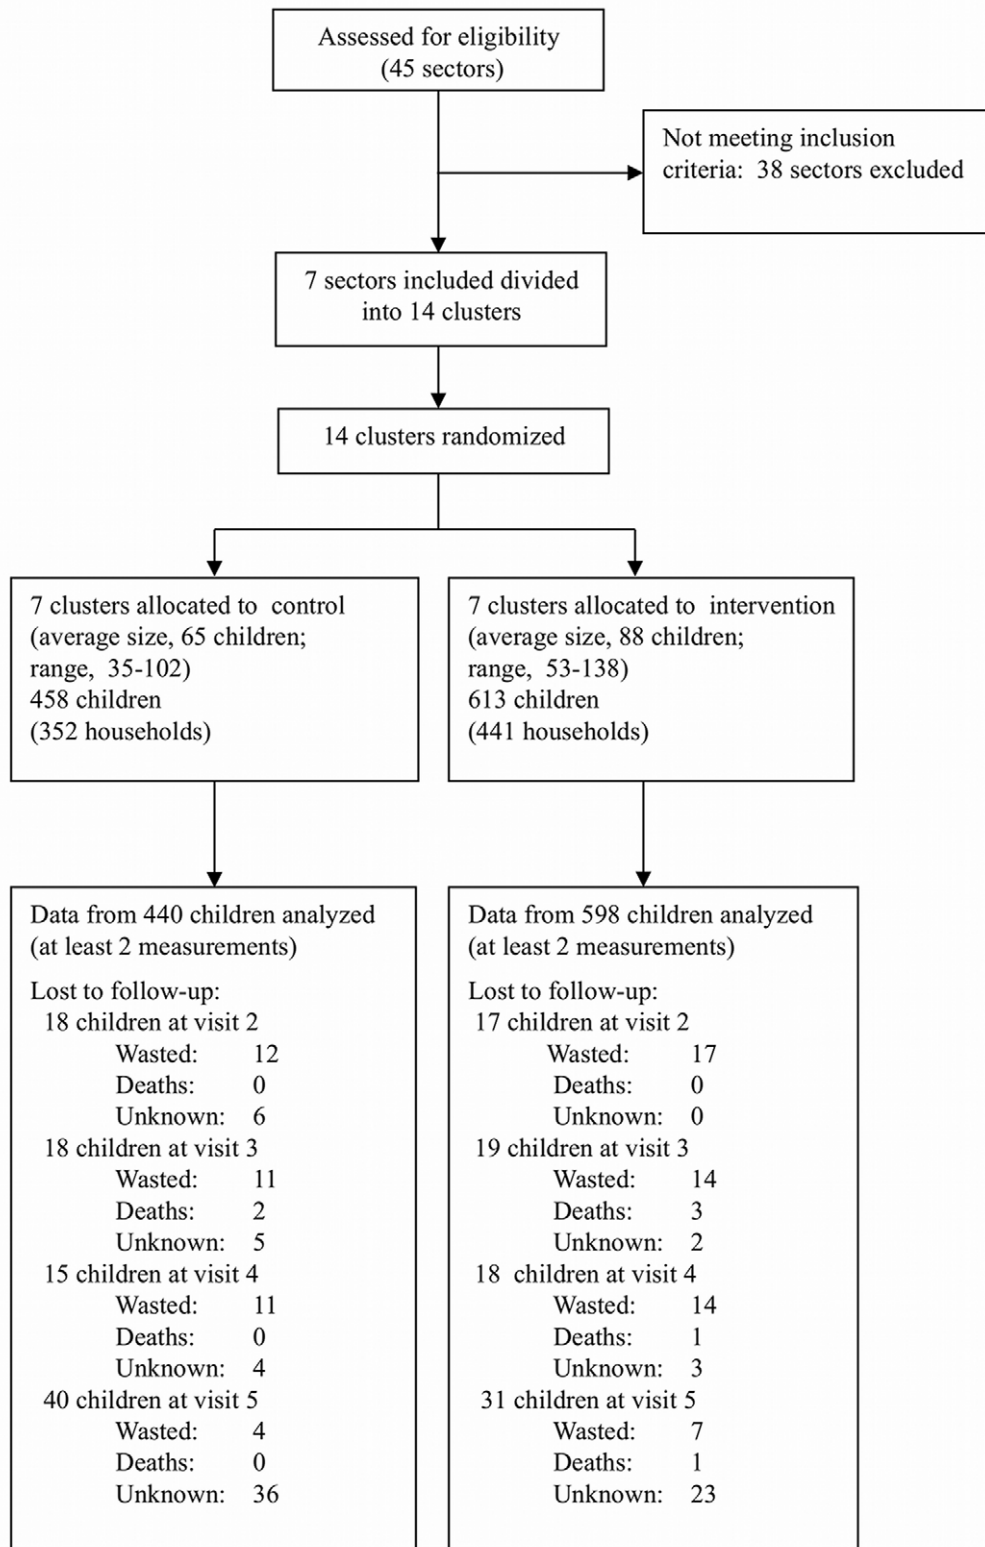 Assessed for eligibility
(45 sectors)
Not meeting inclusion
criteria: 38 sectors excluded
7 sectors included divided
into 14 clusters
14 clusters randomized
7 clusters allocated to control
(average size, 65 children;
range, 35-102)
458 children
(352 households)
7 clusters allocated to intervention
(average size, 88 children;
range, 53-138)
613 children
(441 households)
Data from 440 children analyzed
(at least 2 measurements)
Lost to follow-up:
18 children at visit 2
Wasted: 12
Deaths: 0
Unknown: 6
18 children at visit 3
Wasted: 11
Deaths: 2
Unknown: 5
15 children at visit 4
Wasted: 11
Deaths: 0
Unknown: 4
40 children at visit 5
Wasted: 4
Deaths: 0
Unknown: 36
Data from 598 children analyzed
(at least 2 measurements)
Lost to follow-up:
17 children at visit 2
Wasted: 17
Deaths: 0
Unknown: 0
19 children at visit 3
Wasted: 14
Deaths: 3
Unknown: 2
18 children at visit 4
Wasted: 14
Deaths: 1
Unknown: 3
31 children at visit 5
Wasted: 7
Deaths: 1
Unknown: 23